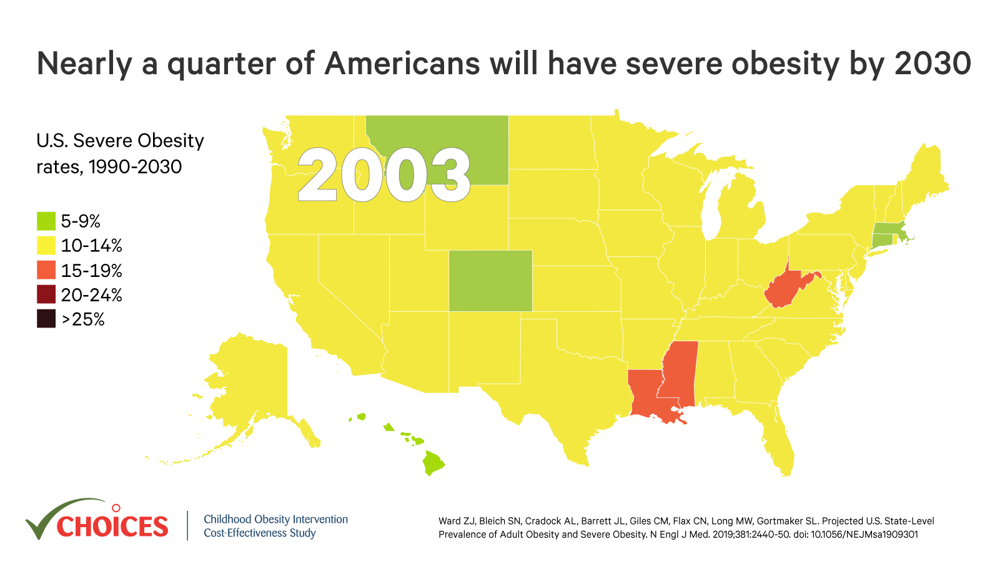 Nearly a quarter of Americans will have severe obesity by 2030
U.S. Severe Obesity
rates, 1990-2030
2003
5-9%
10-14%
15-19%
20-24%
>25%
CHOICES
Childhood Obesity Intervention
Cost-Effectiveness Study
Ward ZJ, Bleich SN, Cradock AL, Barrett JL, Giles CM, Flax CN, Long MW, Gortmaker SL. Projected U.S. State-Level
Prevalence of Adult Obesity and Severe Obesity. N Engl J Med. 2019;381:2440-50. doi: 10.1056/NEJMsa1909301